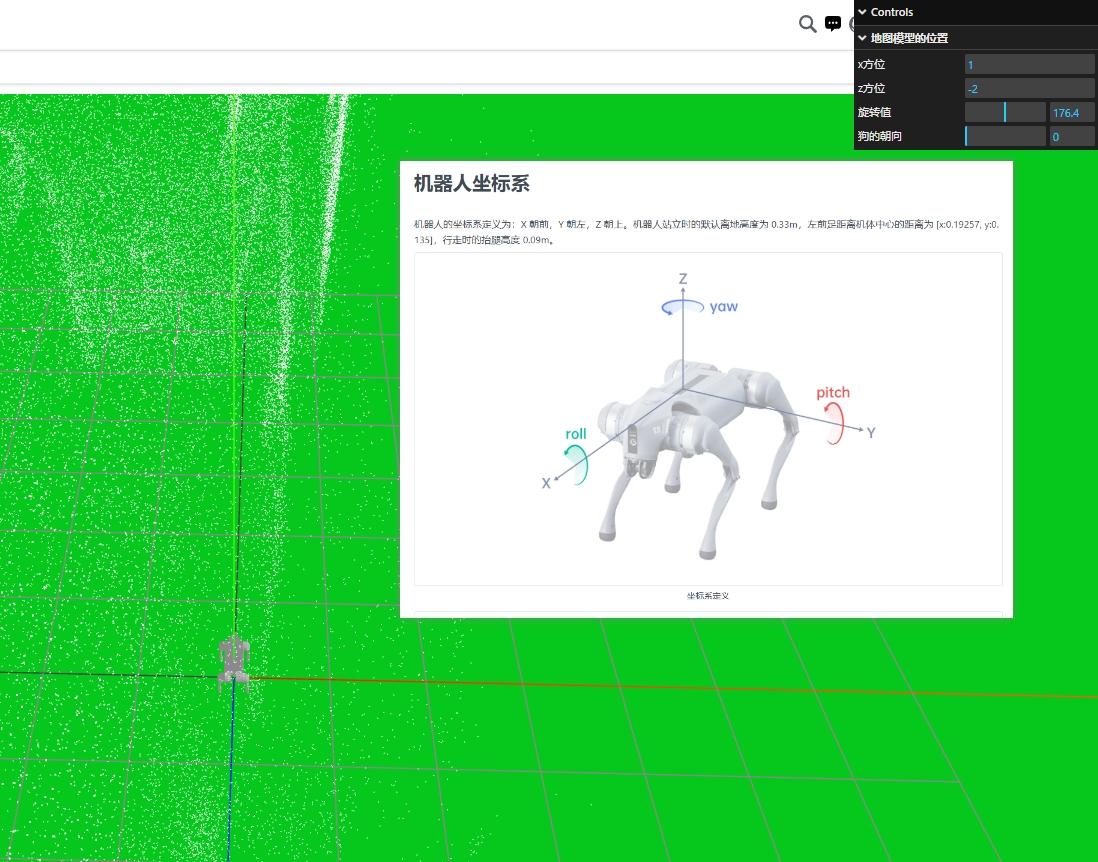 Controls
地图模型的位置
x方位 1
z方位 -2
旋转值 176.4
狗的朝向 0
机器人坐标系
机器人的坐标系定义为：X 朝前，Y 朝左，Z 朝上。机器人站立时的默认离地高度为 0.33m，左前足距离机体中心的距离为 [x:0.19257, y:0.
135]，行走时的抬腿高度 0.09m。
Z
yaw
pitch
Y
roll
X
坐标系定义